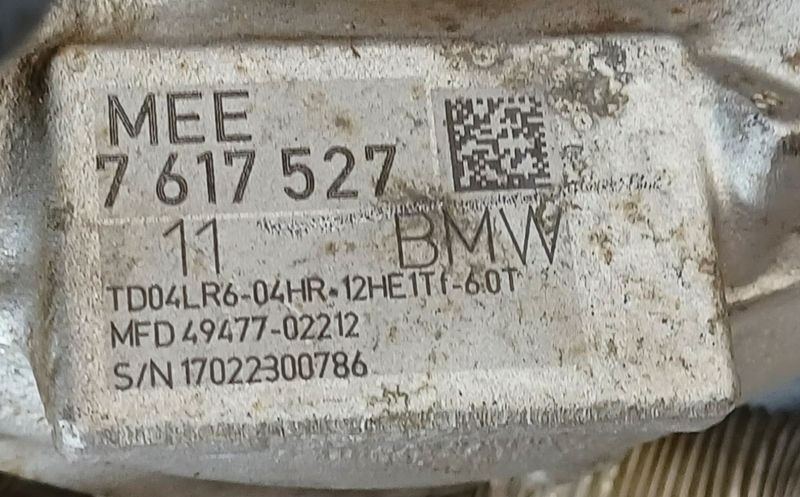 MEE
7 617 527
11 BMW
TD04LR6-04HR-12HE1Tf-6.0T
MFD 49477-02212
S/N 17022300786